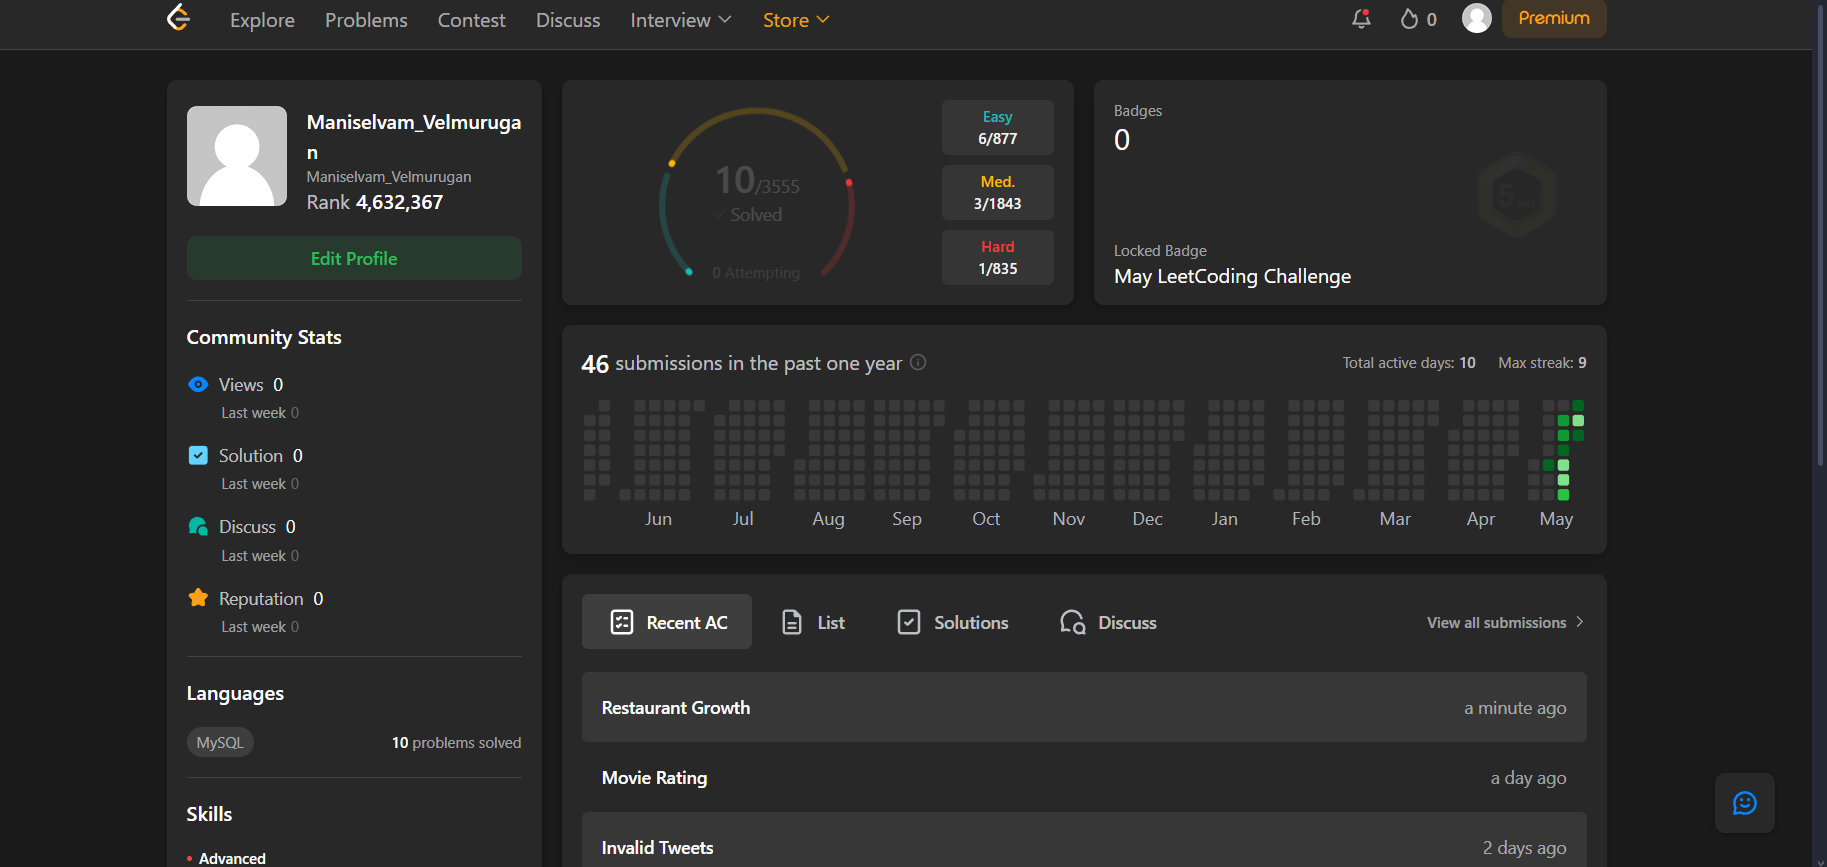 Explore Problems Contest Discuss Interview Store 0 Premium
Maniselvam_Velmuruga
n
Maniselvam_Velmurugan
Rank 4,632,367
Edit Profile
Community Stats
Views 0
Last week 0
Solution 0
Last week 0
Discuss 0
Last week 0
Reputation 0
Last week 0
Languages
MySQL 10 problems solved
Skills
Advanced
10/3555
Solved
0 Attempting
Easy
6/877
Med.
3/1843
Hard
1/835
Badges
0
5
MAY
Locked Badge
May LeetCoding Challenge
46 submissions in the past one year Total active days: 10 Max streak: 9
Jun Jul Aug Sep Oct Nov Dec Jan Feb Mar Apr May
Recent AC List Solutions Discuss View all submissions
Restaurant Growth a minute ago
Movie Rating a day ago
Invalid Tweets 2 days ago